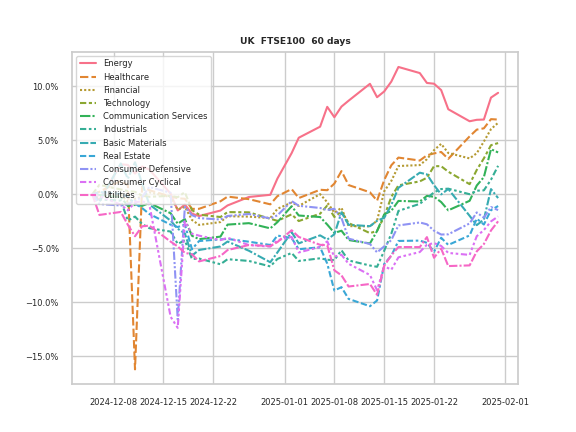 UK  FTSE100  60 days
Energy
Healthcare
Financial
Technology
Communication Services
Industrials
Basic Materials
Real Estate
Consumer Defensive
Consumer Cyclical
Utilities
10.0%
5.0%
0.0%
−5.0%
−10.0%
−15.0%
2024-12-08 2024-12-15 2024-12-22 2025-01-01 2025-01-08 2025-01-15 2025-01-22 2025-02-01